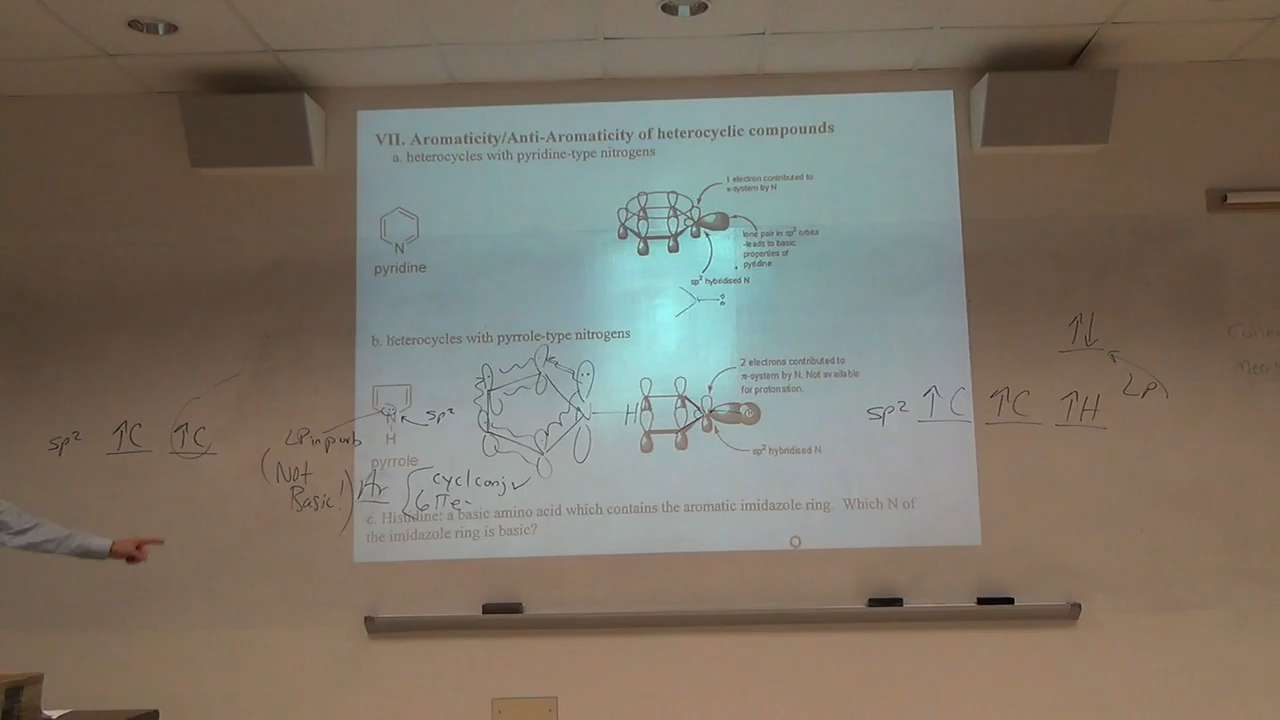 VII. Aromaticity/Anti-Aromaticity of heterocyclic compounds
a. heterocycles with pyridine-type nitrogens
1 electron contributed to
π-system by N
N
pyridine
lone pair in sp² orbita
-leads to basic
properties of
pyridine
sp² hybridised N
b. heterocycles with pyrrole-type nitrogens
2 electrons contributed to
π-system by N. Not available
for protonation.
N
H
pyrrole
sp²
N H
sp² hybridised N
sp² ↑C ↑C
LP in p orb
(Not
Basic!)
Ar
cycl conj ✓
6πe-
sp² ↑C ↑C ↑H
↑↓
LP
c. Histidine: a basic amino acid which contains the aromatic imidazole ring. Which N of
the imidazole ring is basic?
O